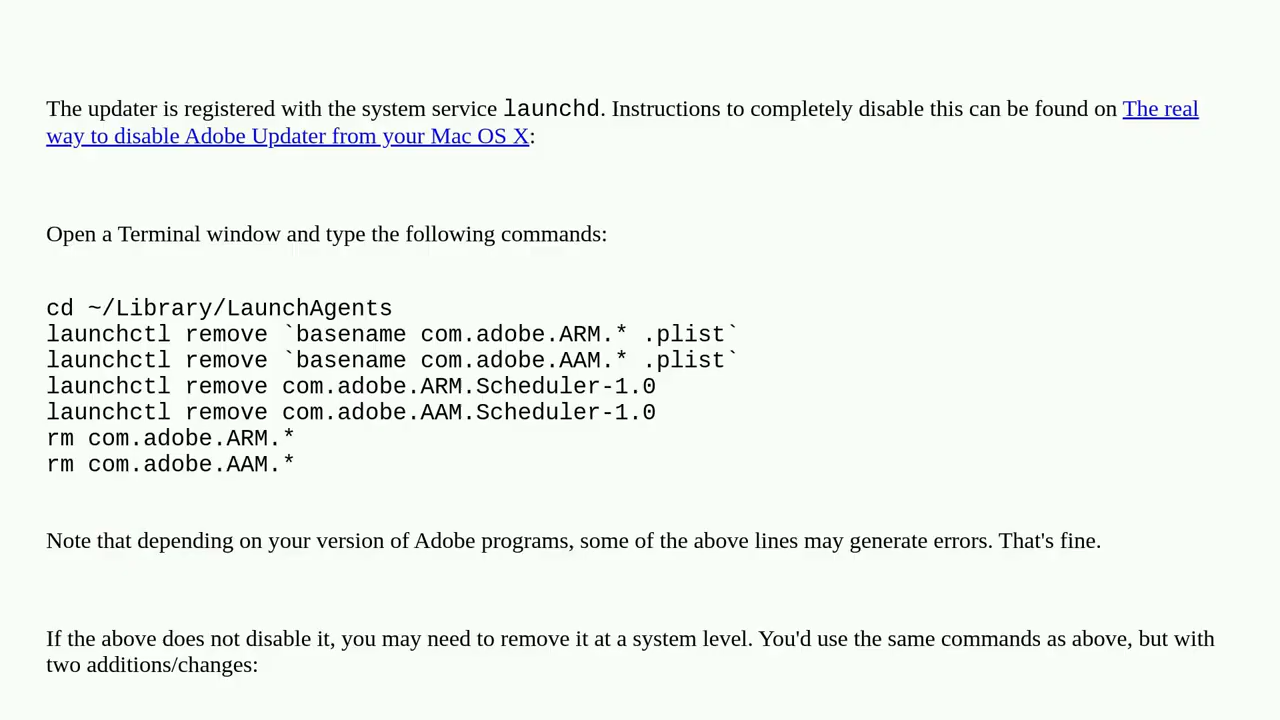 The updater is registered with the system service launchd. Instructions to completely disable this can be found on The real
way to disable Adobe Updater from your Mac OS X:
Open a Terminal window and type the following commands:
cd ~/Library/LaunchAgents
launchctl remove `basename com.adobe.ARM.* .plist`
launchctl remove `basename com.adobe.AAM.* .plist`
launchctl remove com.adobe.ARM.Scheduler-1.0
launchctl remove com.adobe.AAM.Scheduler-1.0
rm com.adobe.ARM.*
rm com.adobe.AAM.*
Note that depending on your version of Adobe programs, some of the above lines may generate errors. That's fine.
If the above does not disable it, you may need to remove it at a system level. You'd use the same commands as above, but with
two additions/changes: